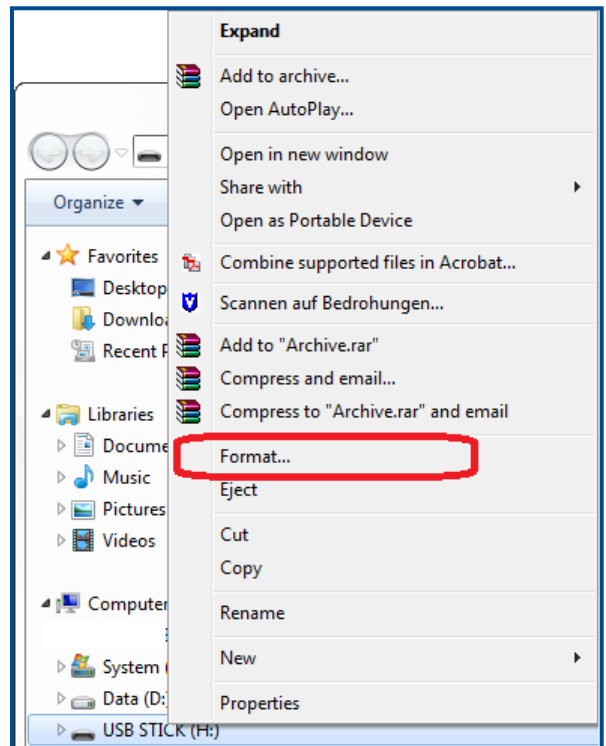 Expand
Add to archive...
Open AutoPlay...
Open in new window
Share with
Open as Portable Device
Combine supported files in Acrobat...
Scannen auf Bedrohungen...
Add to "Archive.rar"
Compress and email...
Compress to "Archive.rar" and email
Format...
Eject
Cut
Copy
Rename
New
Properties
Organize
Favorites
Desktop
Downlo
Recent
Libraries
Docume
Music
Pictures
Videos
Computer
System
Data (D:
USB STICK (H:)